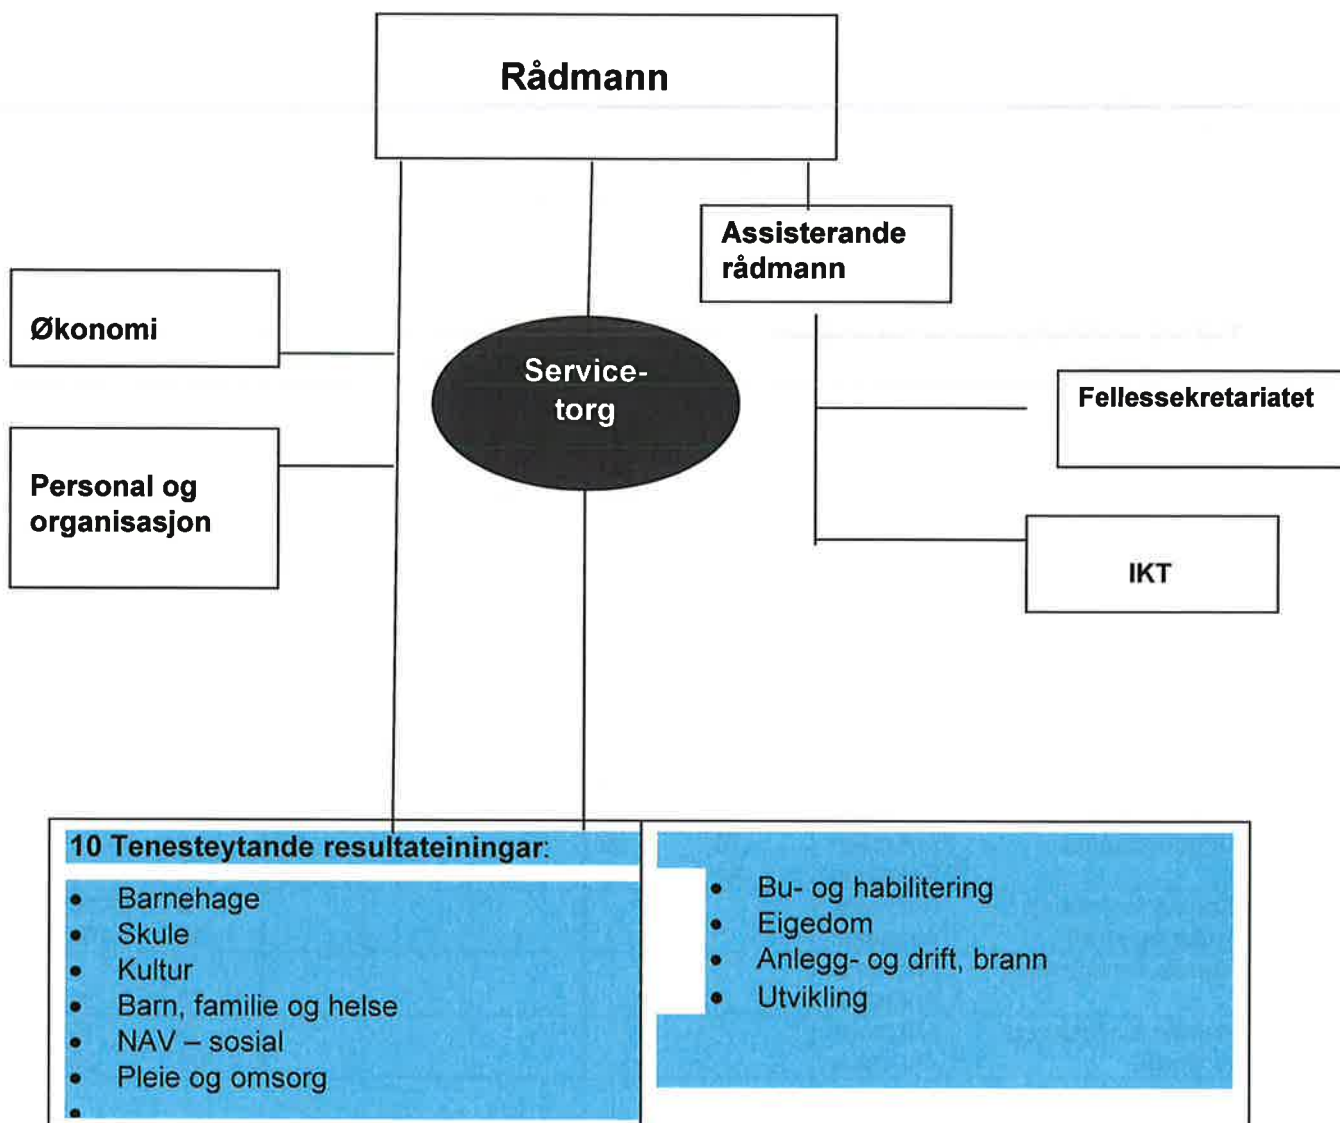 Rådmann
Assisterande
rådmann
Økonomi
Service-
torg
Fellessekretariatet
Personal og
organisasjon
IKT
10 Tenesteytande resultateiningar:
• Barnehage
• Skule
• Kultur
• Barn, familie og helse
• NAV – sosial
• Pleie og omsorg
•
• Bu- og habilitering
• Eigedom
• Anlegg- og drift, brann
• Utvikling